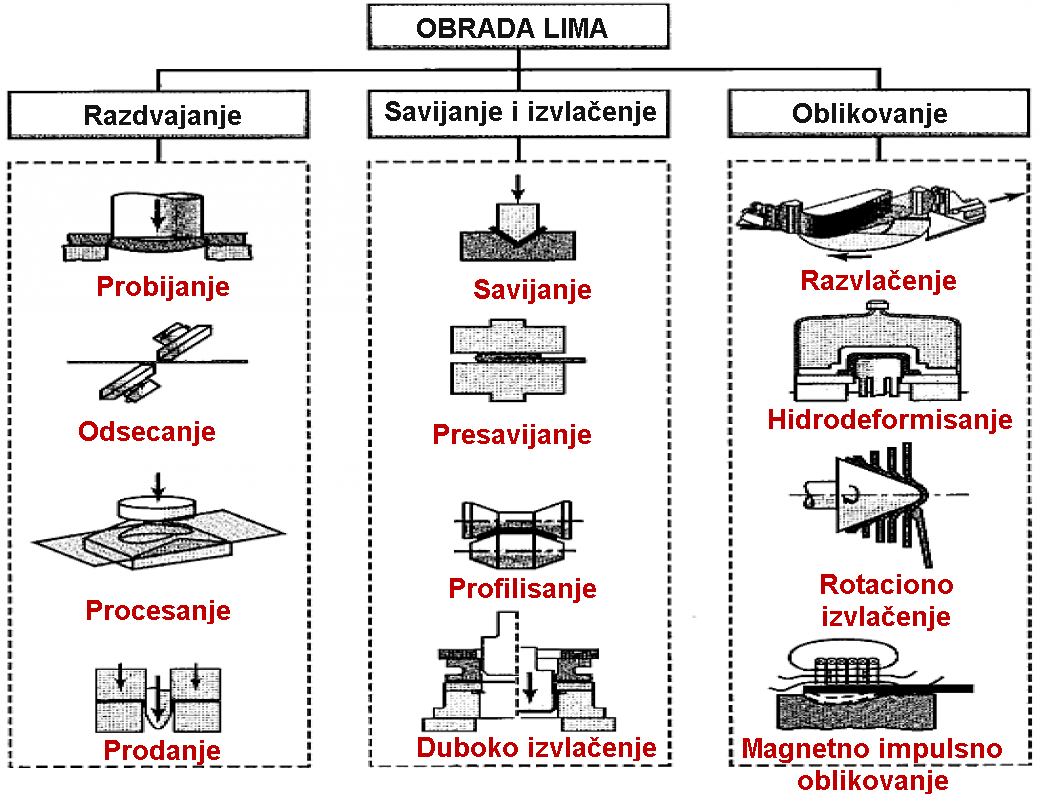 OBRADA LIMA
Razdvajanje
Savijanje i izvlačenje
Oblikovanje
Probijanje
Odsecanje
Procesanje
Prodanje
Savijanje
Presavijanje
Profilisanje
Duboko izvlačenje
Razvlačenje
Hidrodeformisanje
Rotaciono
izvlačenje
Magnetno impulsno
oblikovanje